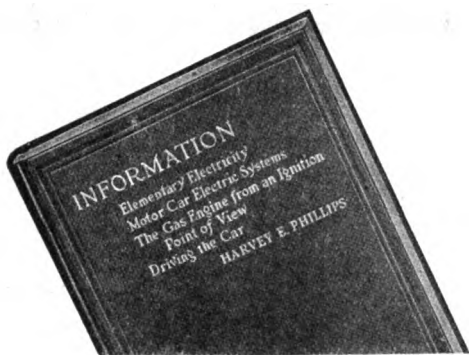 INFORMATION
Elementary Electricity
Motor Car Electric Systems
The Gas Engine from an Ignition
Point of View
Driving the Car
HARVEY E. PHILLIPS